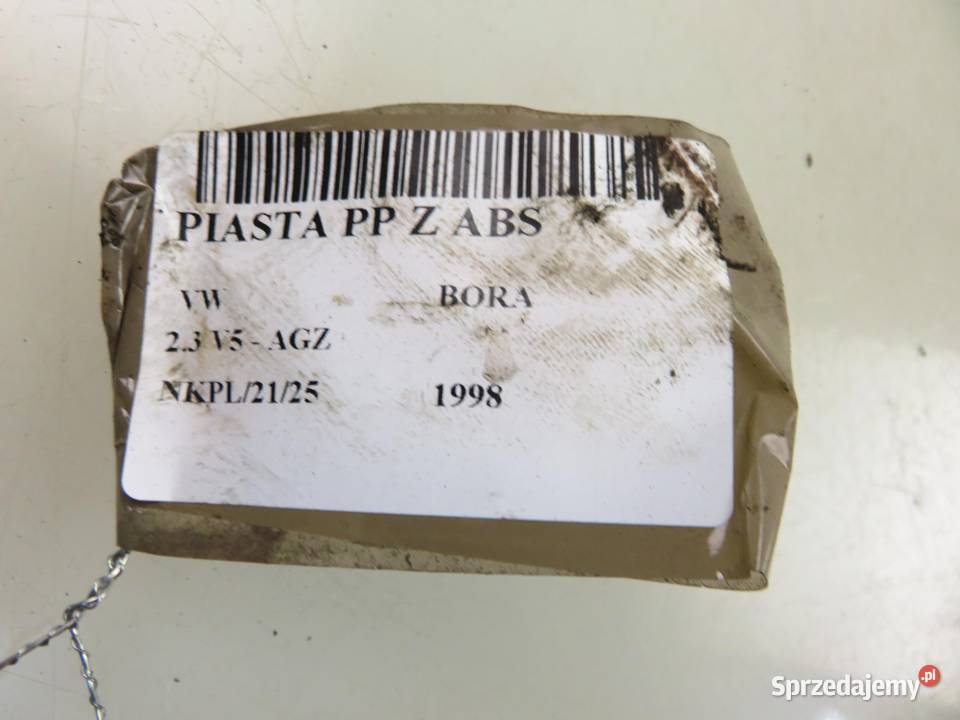 PIASTA PP Z ABS
VW BORA
2.3 V5 - AGZ
NKPL/21/25 1998
Sprzedajemy.pl